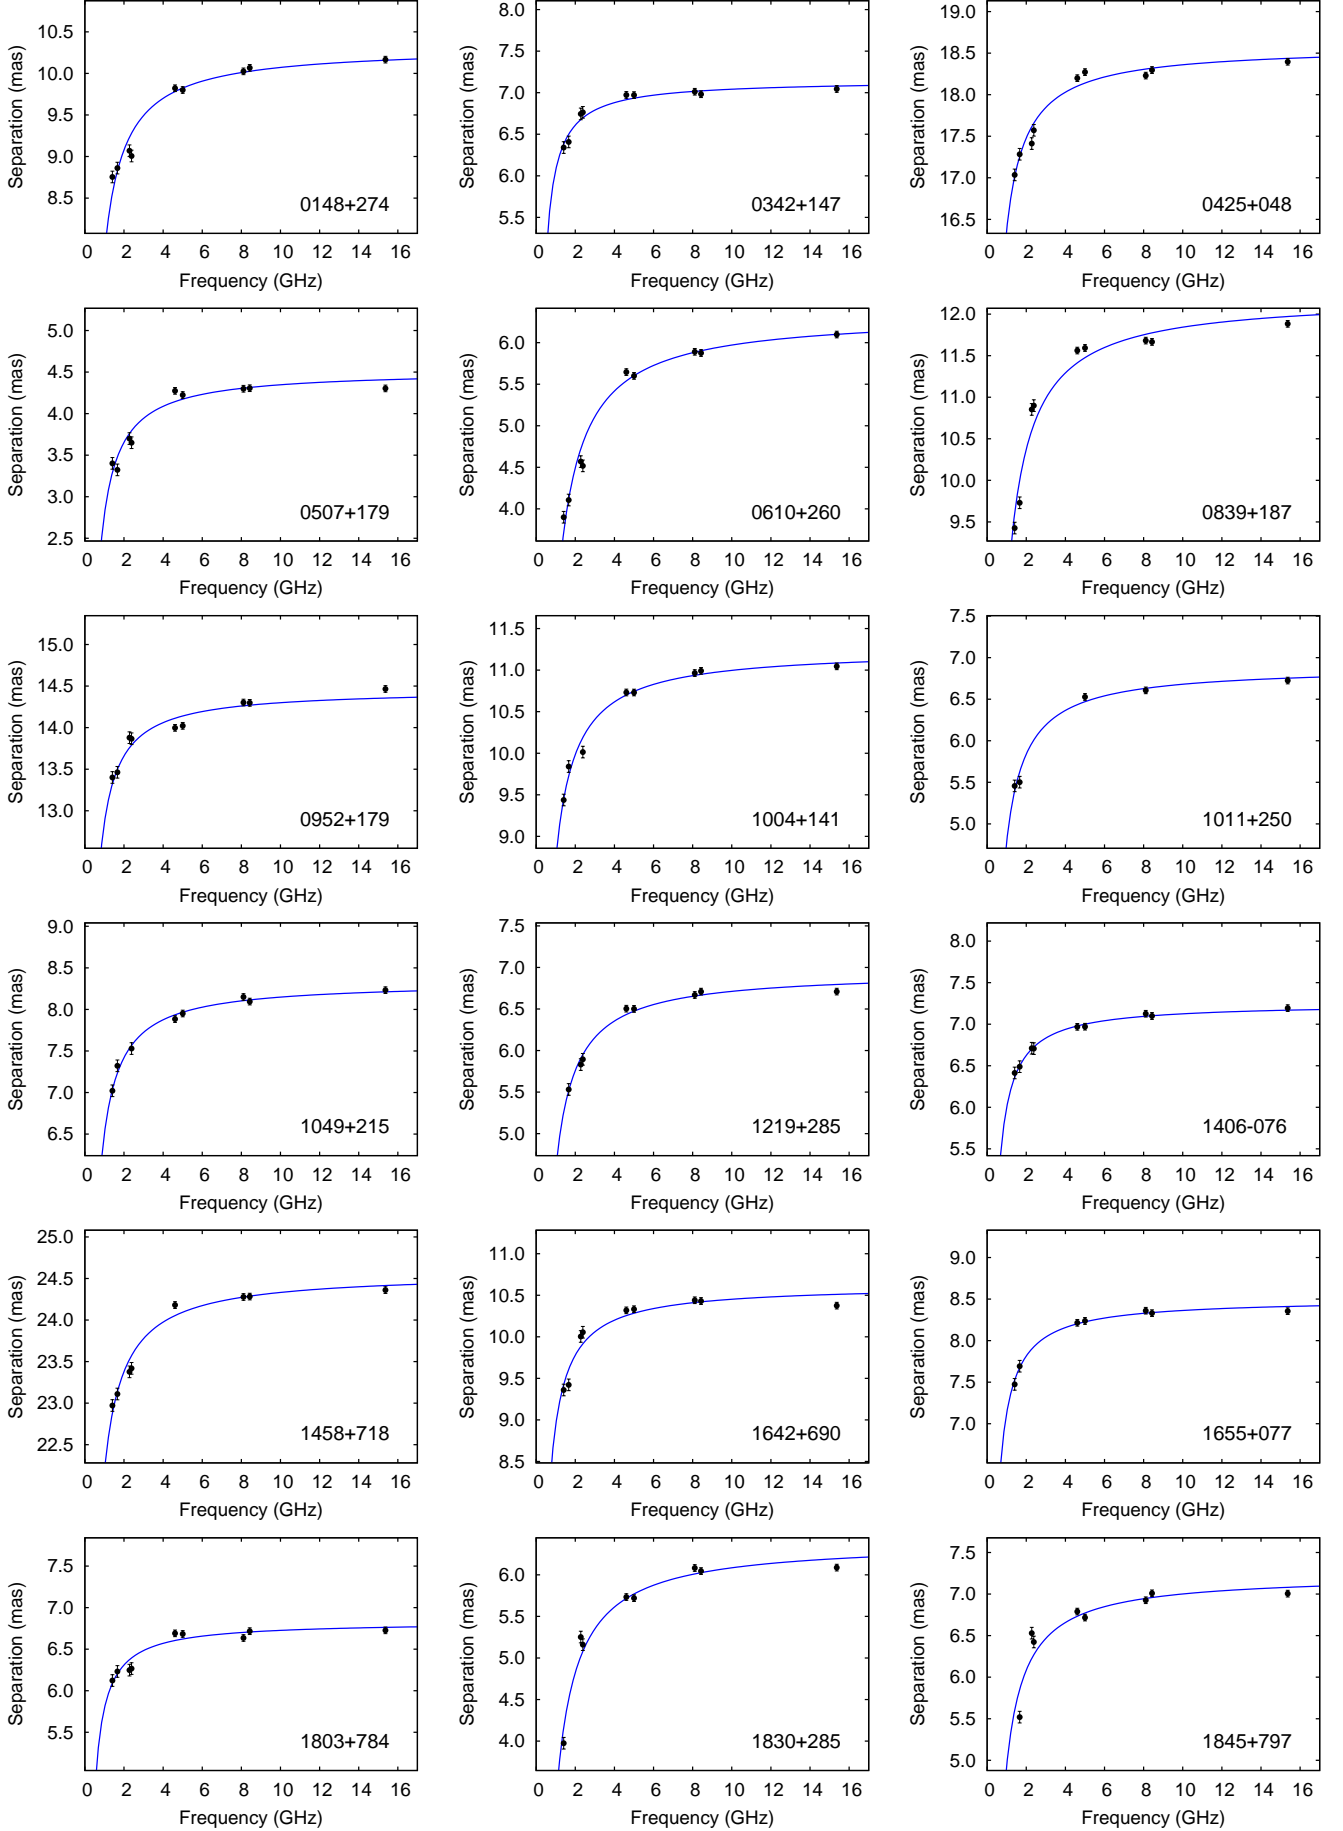 Separation (mas)
10.5
10.0
9.5
9.0
8.5
0148+274
0 2 4 6 8 10 12 14 16
Frequency (GHz)
Separation (mas)
8.0
7.5
7.0
6.5
6.0
5.5
0342+147
0 2 4 6 8 10 12 14 16
Frequency (GHz)
Separation (mas)
19.0
18.5
18.0
17.5
17.0
16.5
0425+048
0 2 4 6 8 10 12 14 16
Frequency (GHz)
Separation (mas)
5.0
4.5
4.0
3.5
3.0
2.5
0507+179
0 2 4 6 8 10 12 14 16
Frequency (GHz)
Separation (mas)
6.0
5.5
5.0
4.5
4.0
0610+260
0 2 4 6 8 10 12 14 16
Frequency (GHz)
Separation (mas)
12.0
11.5
11.0
10.5
10.0
9.5
0839+187
0 2 4 6 8 10 12 14 16
Frequency (GHz)
Separation (mas)
15.0
14.5
14.0
13.5
13.0
0952+179
0 2 4 6 8 10 12 14 16
Frequency (GHz)
Separation (mas)
11.5
11.0
10.5
10.0
9.5
9.0
1004+141
0 2 4 6 8 10 12 14 16
Frequency (GHz)
Separation (mas)
7.5
7.0
6.5
6.0
5.5
5.0
1011+250
0 2 4 6 8 10 12 14 16
Frequency (GHz)
Separation (mas)
9.0
8.5
8.0
7.5
7.0
6.5
1049+215
0 2 4 6 8 10 12 14 16
Frequency (GHz)
Separation (mas)
7.5
7.0
6.5
6.0
5.5
5.0
1219+285
0 2 4 6 8 10 12 14 16
Frequency (GHz)
Separation (mas)
8.0
7.5
7.0
6.5
6.0
5.5
1406-076
0 2 4 6 8 10 12 14 16
Frequency (GHz)
Separation (mas)
25.0
24.5
24.0
23.5
23.0
22.5
1458+718
0 2 4 6 8 10 12 14 16
Frequency (GHz)
Separation (mas)
11.0
10.5
10.0
9.5
9.0
8.5
1642+690
0 2 4 6 8 10 12 14 16
Frequency (GHz)
Separation (mas)
9.0
8.5
8.0
7.5
7.0
1655+077
0 2 4 6 8 10 12 14 16
Frequency (GHz)
Separation (mas)
7.5
7.0
6.5
6.0
5.5
1803+784
0 2 4 6 8 10 12 14 16
Frequency (GHz)
Separation (mas)
6.0
5.5
5.0
4.5
4.0
1830+285
0 2 4 6 8 10 12 14 16
Frequency (GHz)
Separation (mas)
7.5
7.0
6.5
6.0
5.5
5.0
1845+797
0 2 4 6 8 10 12 14 16
Frequency (GHz)